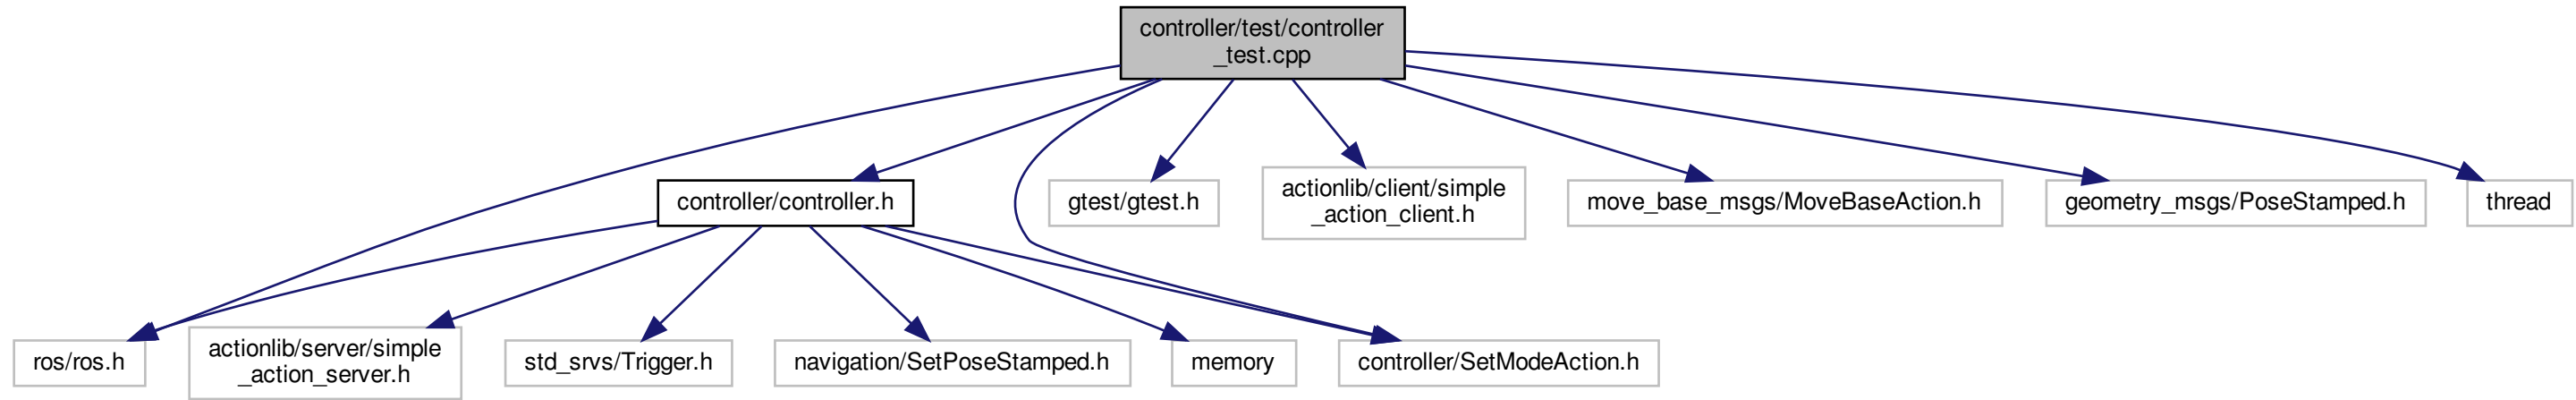 controller/test/controller
_test.cpp
controller/controller.h
gtest/gtest.h
actionlib/client/simple
_action_client.h
move_base_msgs/MoveBaseAction.h
geometry_msgs/PoseStamped.h
thread
ros/ros.h
actionlib/server/simple
_action_server.h
std_srvs/Trigger.h
navigation/SetPoseStamped.h
memory
controller/SetModeAction.h